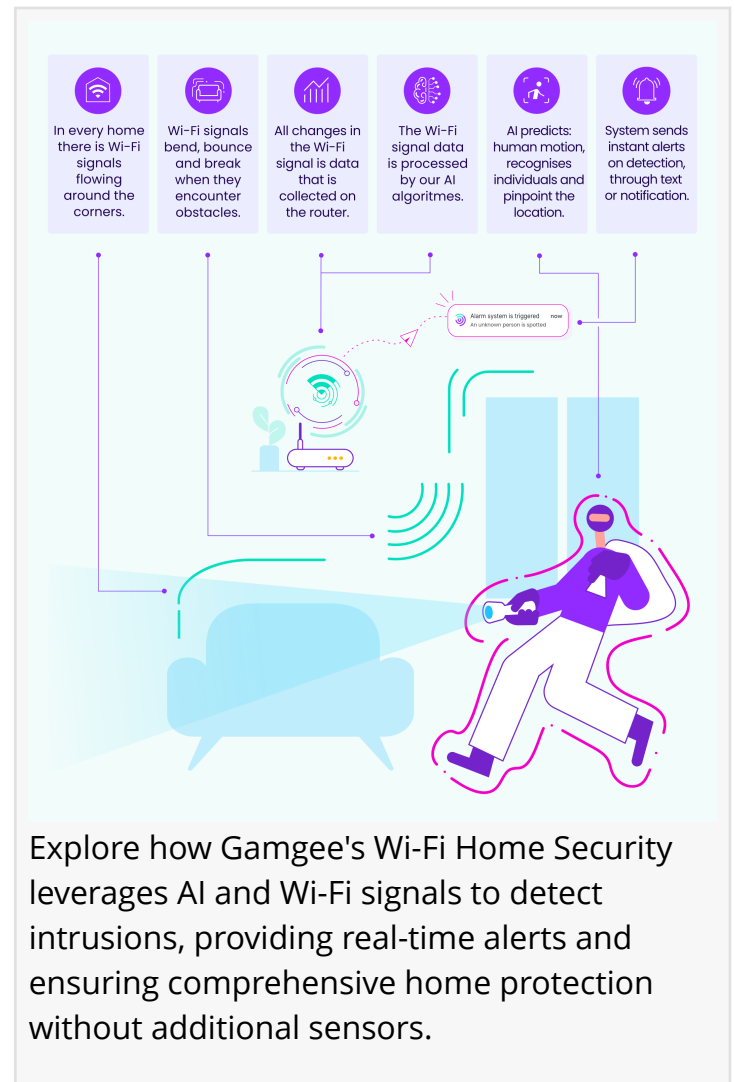 In every home
there is Wi-Fi
signals
flowing
around the
corners.
Wi-Fi signals
bend, bounce
and break
when they
encounter
obstacles.
All changes in
the Wi-Fi
signal is data
that is
collected on
the router.
The Wi-Fi
signal data
is processed
by our AI
algoritmes.
AI predicts:
human motion,
recognises
individuals and
pinpoint the
location.
System sends
instant alerts
on detection,
through text
or notification.
Alarm system is triggered now
An unknown person is spotted
Explore how Gamgee's Wi-Fi Home Security
leverages AI and Wi-Fi signals to detect
intrusions, providing real-time alerts and
ensuring comprehensive home protection
without additional sensors.